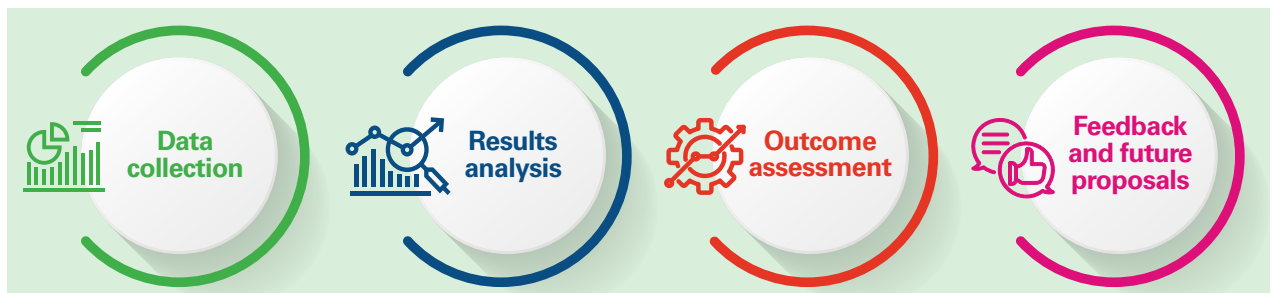 Data
collection
Results
analysis
Outcome
assessment
Feedback
and future
proposals